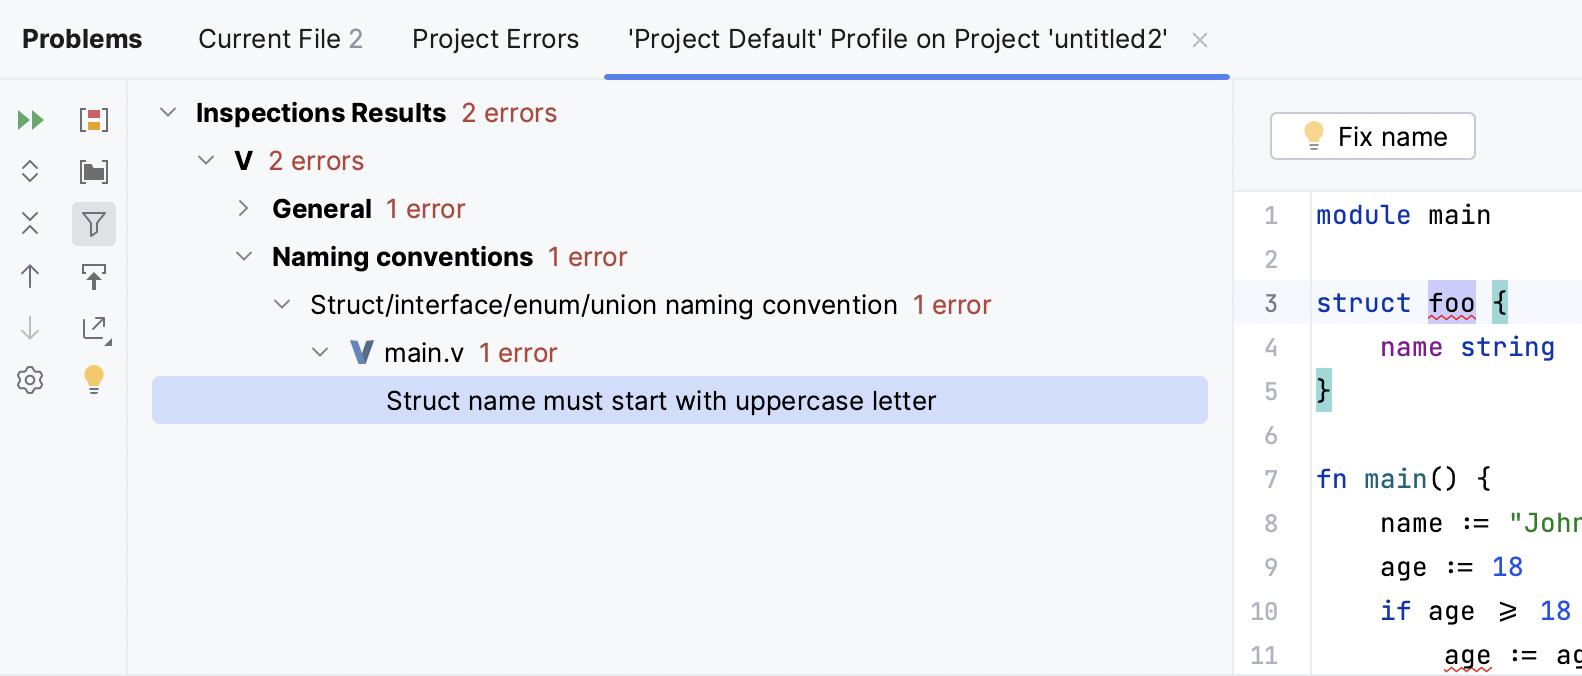 Problems Current File 2 Project Errors 'Project Default' Profile on Project 'untitled2'
Inspections Results 2 errors
V 2 errors
General 1 error
Naming conventions 1 error
Struct/interface/enum/union naming convention 1 error
main.v 1 error
Struct name must start with uppercase letter
Fix name
1 module main
2
3 struct foo {
4 name string
5 }
6
7 fn main() {
8 name := "John
9 age := 18
10 if age >= 18
11 age := ag